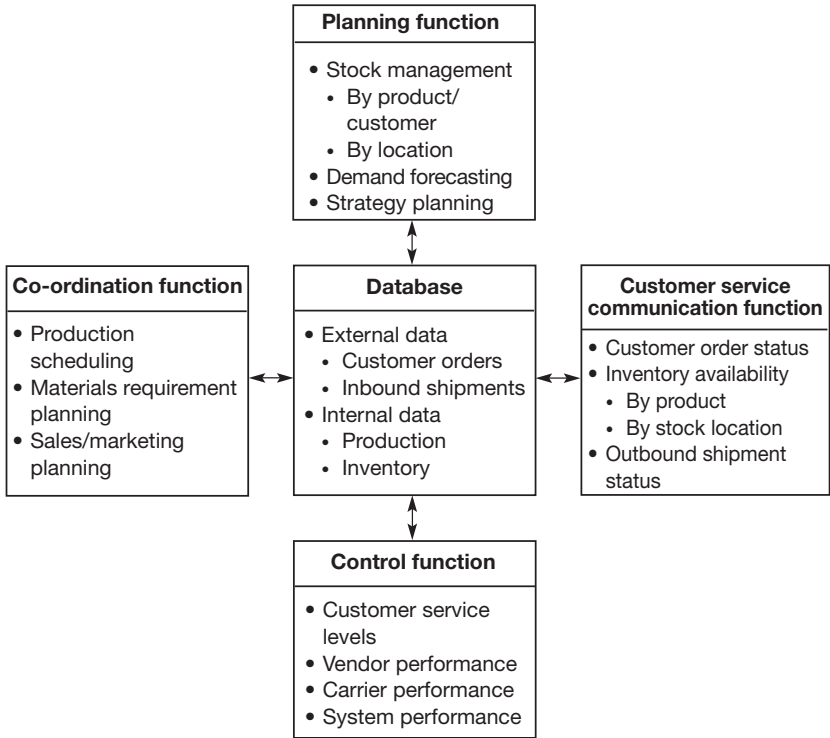 Planning function
• Stock management
• By product/
customer
• By location
• Demand forecasting
• Strategy planning
Co-ordination function
• Production
scheduling
• Materials requirement
planning
• Sales/marketing
planning
Database
• External data
• Customer orders
• Inbound shipments
• Internal data
• Production
• Inventory
Customer service
communication function
• Customer order status
• Inventory availability
• By product
• By stock location
• Outbound shipment
status
Control function
• Customer service
levels
• Vendor performance
• Carrier performance
• System performance